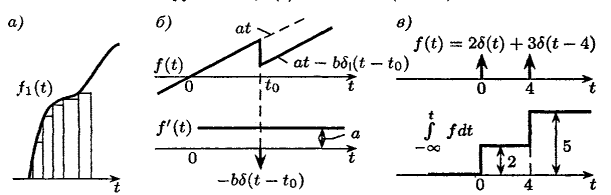 а)
f₁(t)
t
б)
at
f(t)
at − bδ₁(t−t₀)
0
t₀
t
f′(t)
a
0
t
−bδ(t−t₀)
в)
f(t) = 2δ(t) + 3δ(t−4)
0
4
t
t
∫ fdt
−∞
2
5
0
4
t